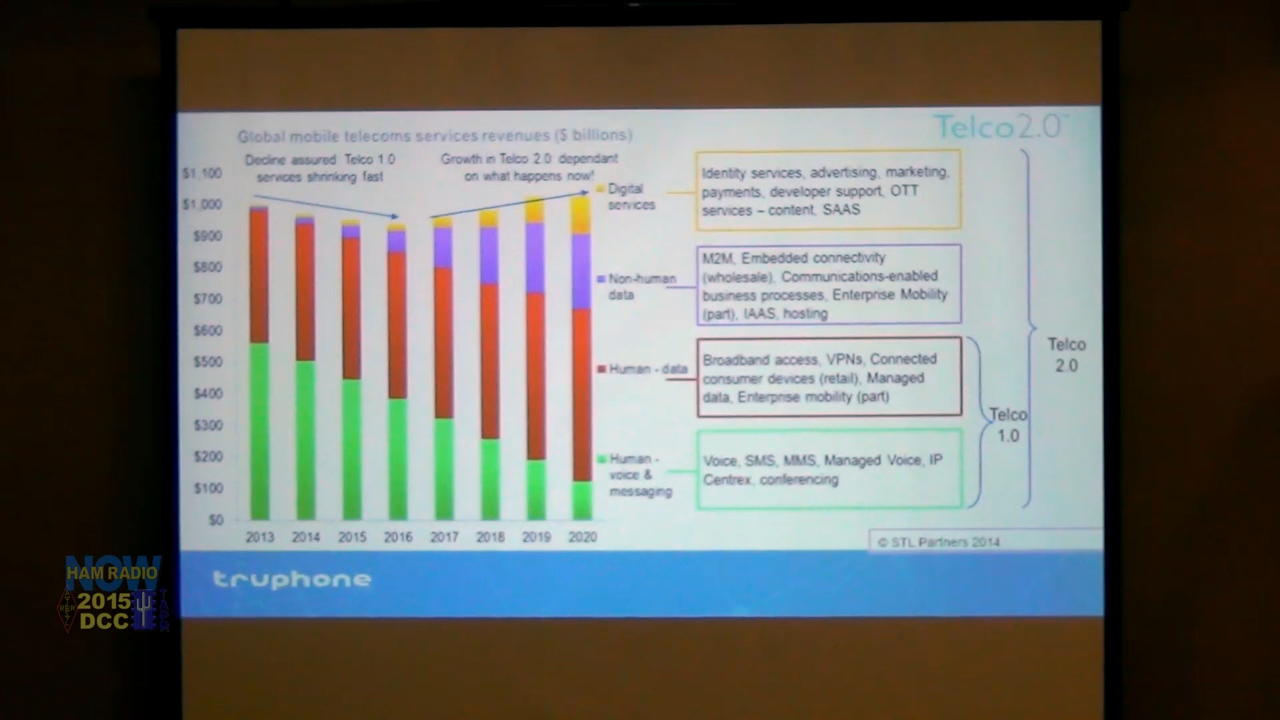 Global mobile telecoms services revenues ($ billions)
Telco2.0™
Decline assured Telco 1.0
services shrinking fast
Growth in Telco 2.0 dependant
on what happens now!
$1,100
$1,000
$900
$800
$700
$600
$500
$400
$300
$200
$100
$0
2013 2014 2015 2016 2017 2018 2019 2020
Digital
services
Identity services, advertising, marketing,
payments, developer support, OTT
services – content, SAAS
Non-human
data
M2M, Embedded connectivity
(wholesale), Communications-enabled
business processes, Enterprise Mobility
(part), IAAS, hosting
Human - data
Broadband access, VPNs, Connected
consumer devices (retail), Managed
data, Enterprise mobility (part)
Human -
voice &
messaging
Voice, SMS, MMS, Managed Voice, IP
Centrex, conferencing
Telco
1.0
Telco
2.0
© STL Partners 2014
truphone
NOW
HAM RADIO
2015
DCC
TAPR